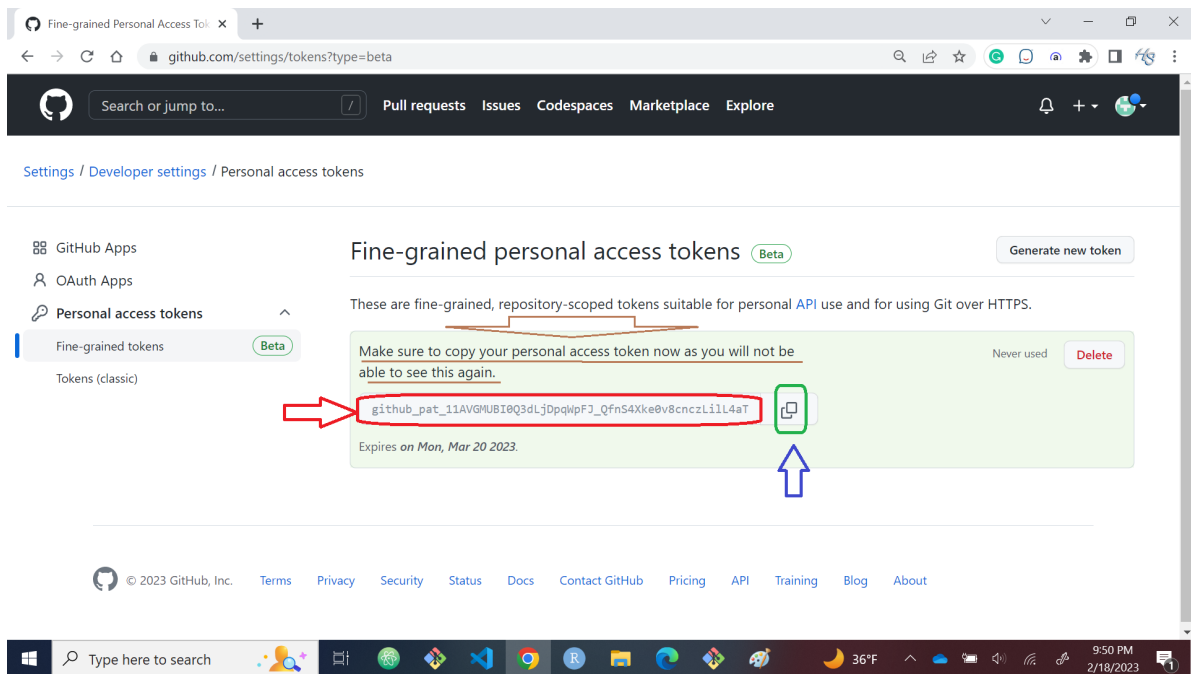 Fine-grained Personal Access Tok
github.com/settings/tokens?type=beta
Search or jump to... / Pull requests Issues Codespaces Marketplace Explore
Settings / Developer settings / Personal access tokens
GitHub Apps
OAuth Apps
Personal access tokens
Fine-grained tokens Beta
Tokens (classic)
Fine-grained personal access tokens Beta
Generate new token
These are fine-grained, repository-scoped tokens suitable for personal API use and for using Git over HTTPS.
Make sure to copy your personal access token now as you will not be
able to see this again.
Never used Delete
github_pat_11AVGMUBI0Q3dLjDpqWpFJ_QfnS4Xke0v8cnczLilL4aT
Expires on Mon, Mar 20 2023.
© 2023 GitHub, Inc. Terms Privacy Security Status Docs Contact GitHub Pricing API Training Blog About
Type here to search
36°F
9:50 PM
2/18/2023
1